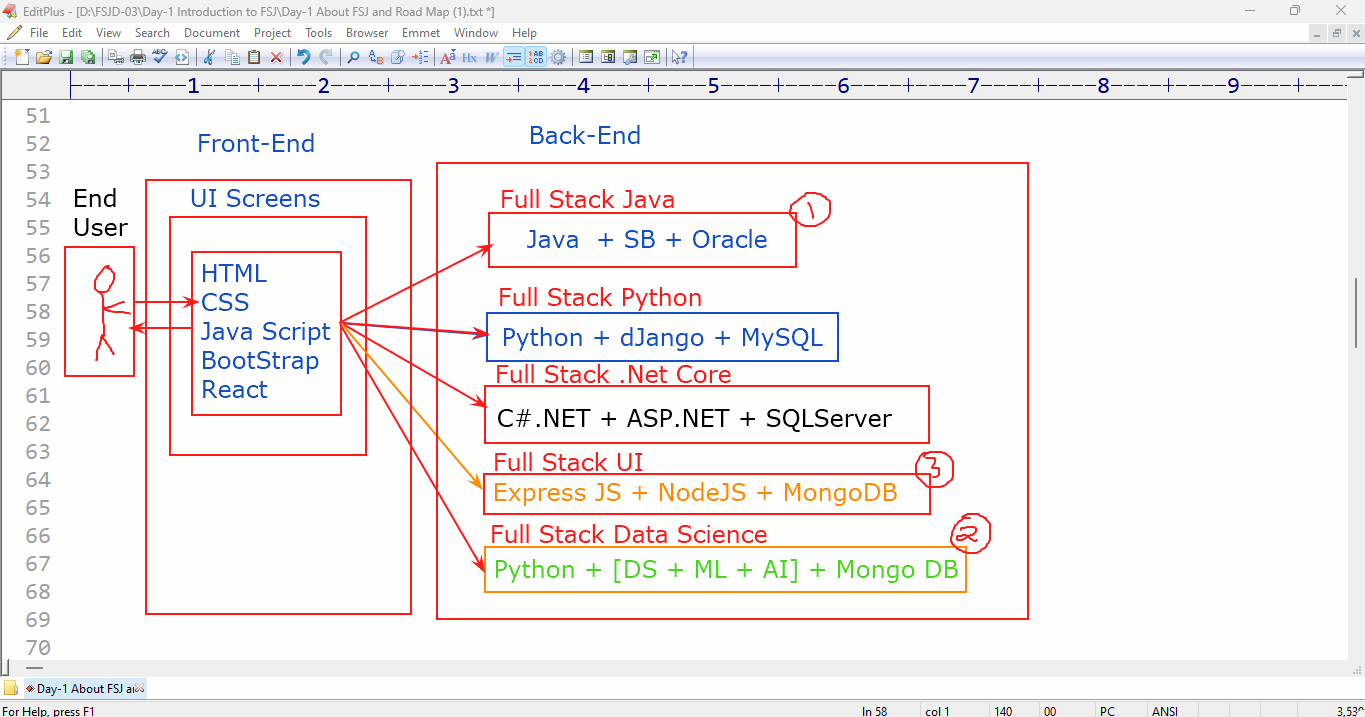 EditPlus - [D:\FSJD-03\Day-1 Introduction to FSJ\Day-1 About FSJ and Road Map (1).txt *]
File Edit View Search Document Project Tools Browser Emmet Window Help
----+----1----+----2----+----3----+----4----+----5----+----6----+----7----+----8----+----9----+---
51
52
53
54
55
56
57
58
59
60
61
62
63
64
65
66
67
68
69
70
Front-End
Back-End
End
User
UI Screens
HTML
CSS
Java Script
BootStrap
React
Full Stack Java
1
Java + SB + Oracle
Full Stack Python
Python + dJango + MySQL
Full Stack .Net Core
C#.NET + ASP.NET + SQLServer
Full Stack UI
3
Express JS + NodeJS + MongoDB
Full Stack Data Science
2
Python + [DS + ML + AI] + Mongo DB
Day-1 About FSJ a
For Help, press F1
ln 58 col 1 140 00 PC ANSI 3,53